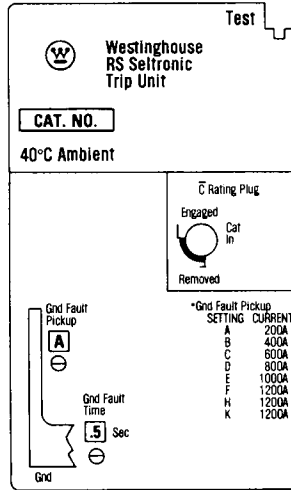 Test
Westinghouse
RS Seltronic
Trip Unit
CAT. NO.
40°C Ambient
C̅ Rating Plug
Engaged
Cat
In
Removed
Gnd Fault
Pickup
A
Gnd Fault
Time
.5 Sec
Gnd
*Gnd Fault Pickup
SETTING CURRENT
A 200A
B 400A
C 600A
D 800A
E 1000A
F 1200A
H 1200A
K 1200A